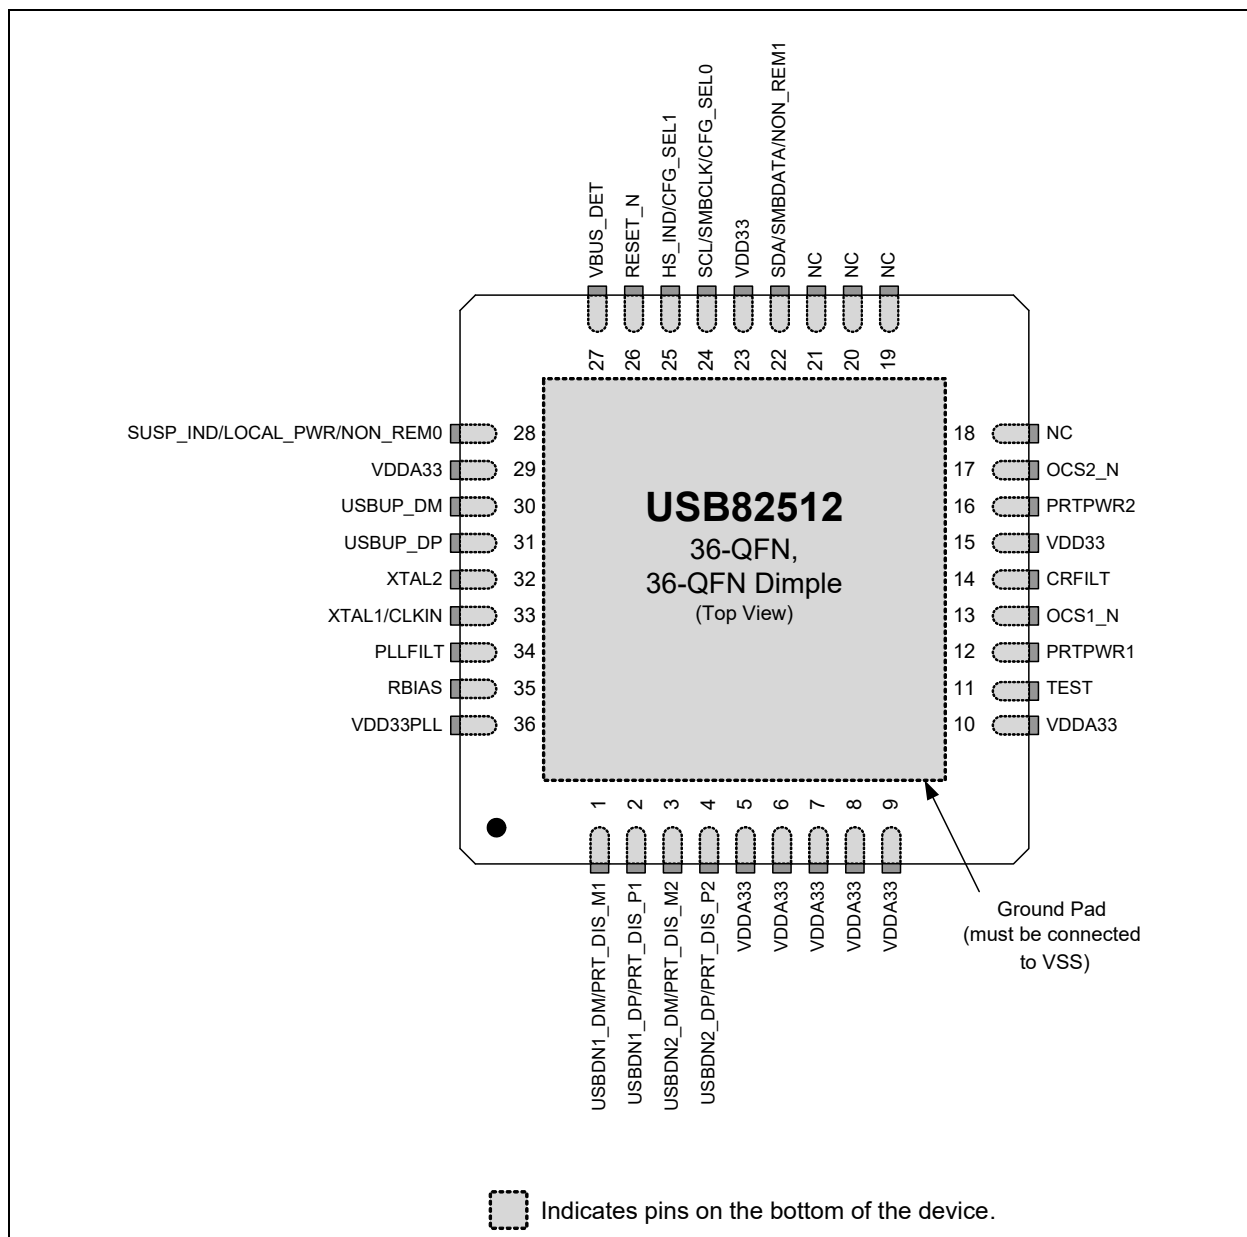 VBUS_DET
RESET_N
HS_IND/CFG_SEL1
SCL/SMBCLK/CFG_SEL0
VDD33
SDA/SMBDATA/NON_REM1
NC
NC
NC
27
26
25
24
23
22
21
20
19
SUSP_IND/LOCAL_PWR/NON_REM0 28
VDDA33 29
USBUP_DM 30
USBUP_DP 31
XTAL2 32
XTAL1/CLKIN 33
PLLFILT 34
RBIAS 35
VDD33PLL 36
USB82512
36-QFN,
36-QFN Dimple
(Top View)
18 NC
17 OCS2_N
16 PRTPWR2
15 VDD33
14 CRFILT
13 OCS1_N
12 PRTPWR1
11 TEST
10 VDDA33
1
2
3
4
5
6
7
8
9
USBDN1_DM/PRT_DIS_M1
USBDN1_DP/PRT_DIS_P1
USBDN2_DM/PRT_DIS_M2
USBDN2_DP/PRT_DIS_P2
VDDA33
VDDA33
VDDA33
VDDA33
VDDA33
Ground Pad
(must be connected
to VSS)
Indicates pins on the bottom of the device.